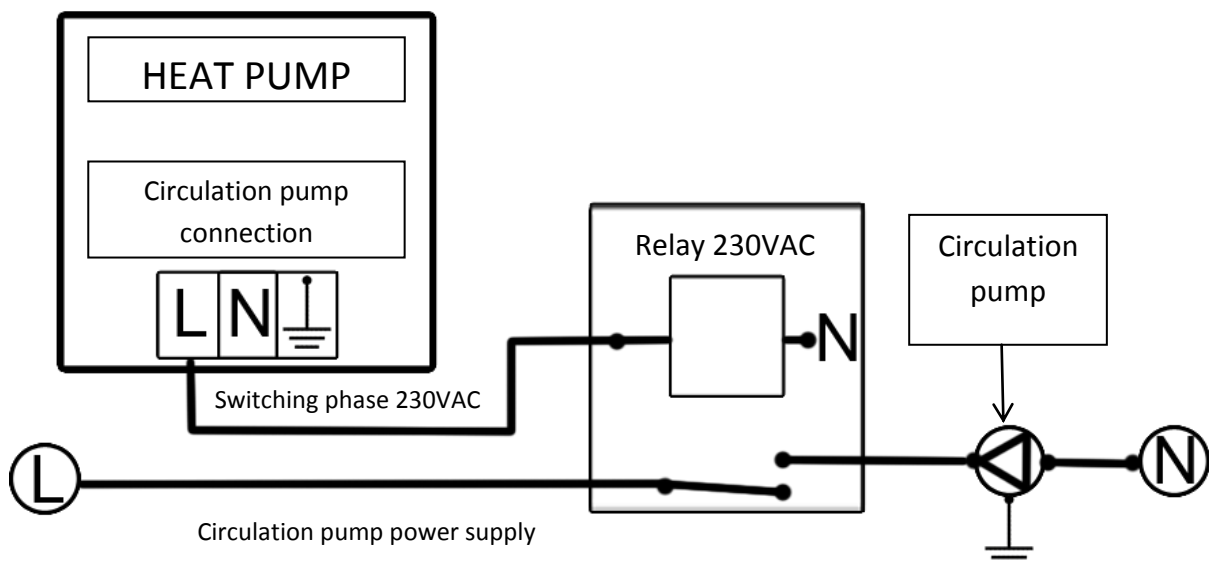 HEAT PUMP
Circulation pump
connection
L N
Switching phase 230VAC
Relay 230VAC
N
Circulation
pump
L
N
Circulation pump power supply